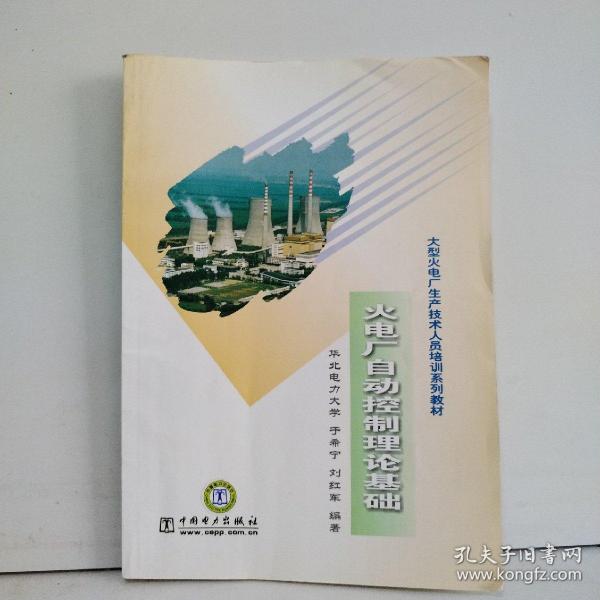 大型火电厂生产技术人员培训系列教材
火电厂自动控制理论基础
华北电力大学 于希宁 刘红军 编著
中国电力出版社
www.cepp.com.cn
孔夫子旧书网
www.kongfz.com